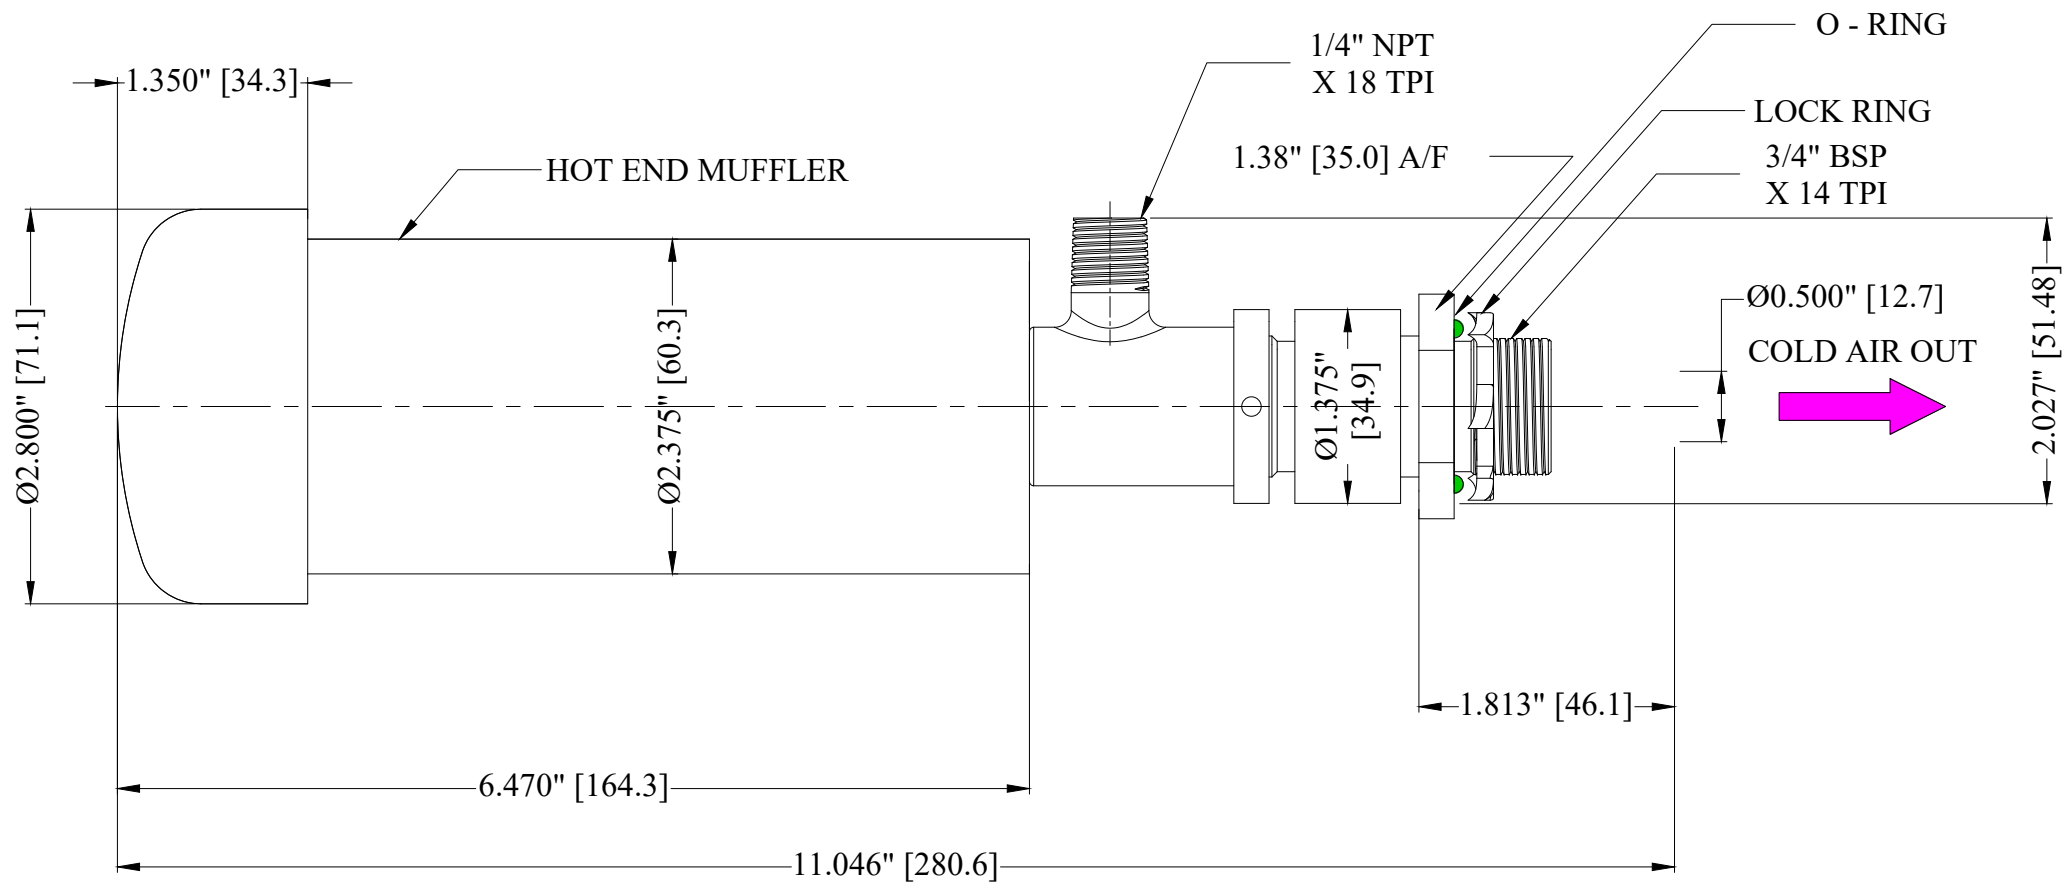 O - RING
1/4" NPT
X 18 TPI
1.350" [34.3]
LOCK RING
1.38" [35.0] A/F
3/4" BSP
X 14 TPI
HOT END MUFFLER
Ø0.500" [12.7]
COLD AIR OUT
Ø2.800" [71.1]
Ø2.375" [60.3]
Ø1.375"
[34.9]
2.027" [51.48]
1.813" [46.1]
6.470" [164.3]
11.046" [280.6]